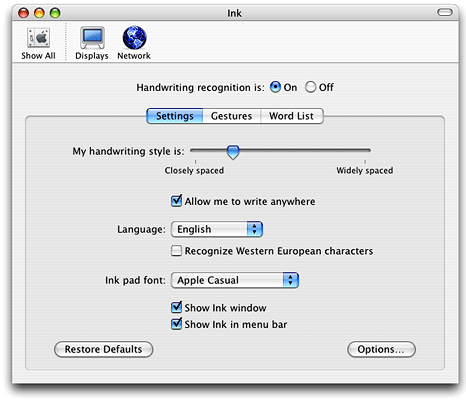 Ink
Show All Displays Network
Handwriting recognition is: On Off
Settings Gestures Word List
My handwriting style is:
Closely spaced Widely spaced
Allow me to write anywhere
Language: English
Recognize Western European characters
Ink pad font: Apple Casual
Show Ink window
Show Ink in menu bar
Restore Defaults Options...